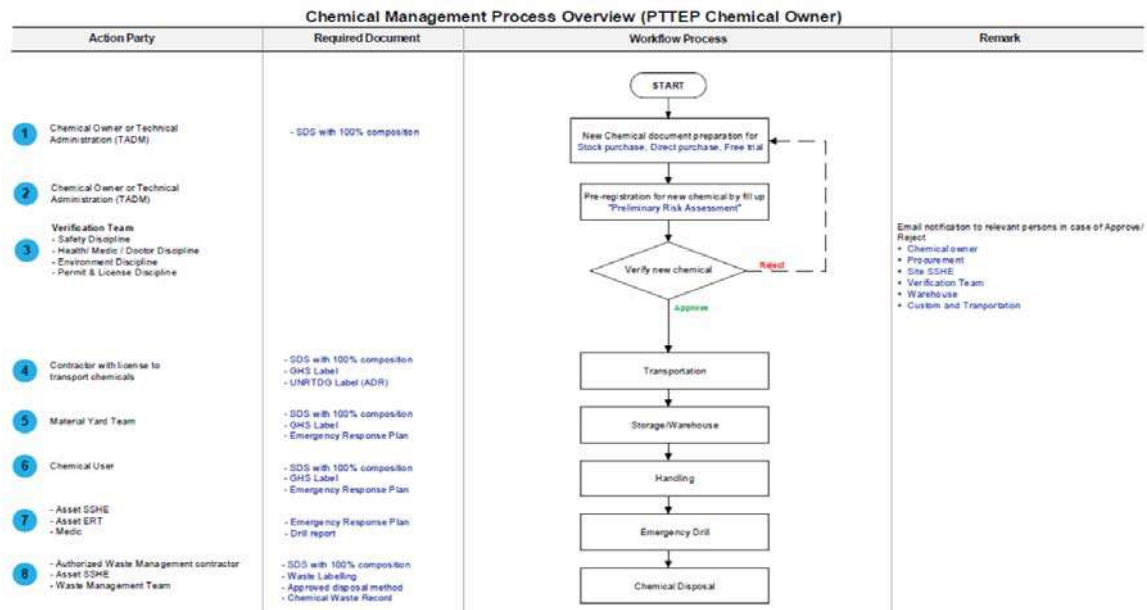 Chemical Management Process Overview (PTTEP Chemical Owner)
Action Party
Required Document
Workflow Process
Remark
START
1
Chemical Owner or Technical
Administration (TADM)
- SDS with 100% composition
New Chemical document preparation for
Stock purchase, Direct purchase, Free trial
2
Chemical Owner or Technical
Administration (TADM)
Pre-registration for new chemical by fill up
"Preliminary Risk Assessment"
3
Verification Team
- Safety Discipline
- Health/ Medic / Doctor Discipline
- Environment Discipline
- Permit & License Discipline
Verify new chemical
Reject
Approve
Email notification to relevant persons in case of Approve/
Reject
• Chemical owner
• Procurement
• Site SSHE
• Verification Team
• Warehouse
• Custom and Tranportation
4
Contractor with license to
transport chemicals
- SDS with 100% composition
- GHS Label
- UNRTDG Label (ADR)
Transportation
5
Material Yard Team
- SDS with 100% composition
- GHS Label
- Emergency Response Plan
Storage/Warehouse
6
Chemical User
- SDS with 100% composition
- GHS Label
- Emergency Response Plan
Handling
7
- Asset SSHE
- Asset ERT
- Medic
- Emergency Response Plan
- Drill report
Emergency Drill
8
- Authorized Waste Management contractor
- Asset SSHE
- Waste Management Team
- SDS with 100% composition
- Waste Labelling
- Approved disposal method
- Chemical Waste Record
Chemical Disposal